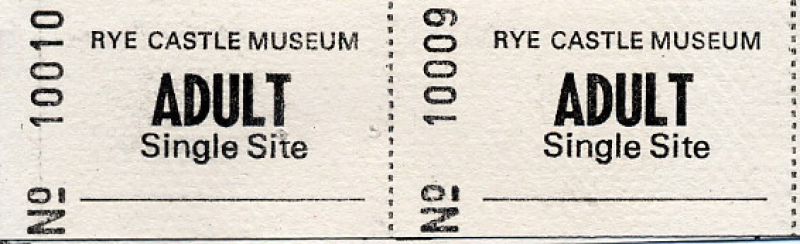 Nº 10010
RYE CASTLE MUSEUM
ADULT
Single Site
Nº 10009
RYE CASTLE MUSEUM
ADULT
Single Site